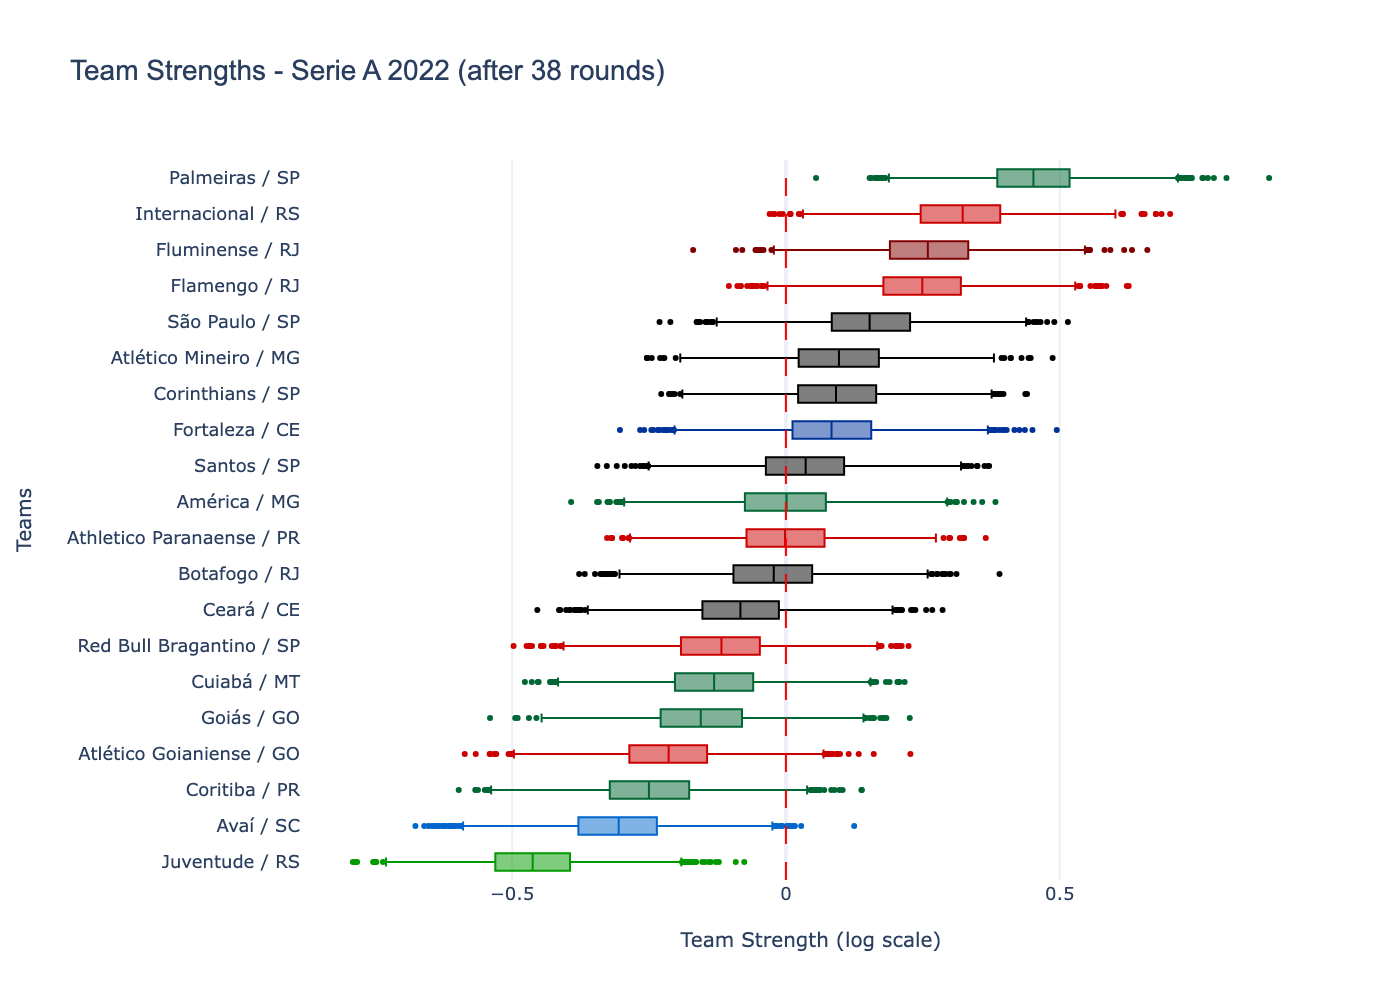 Team Strengths - Serie A 2022 (after 38 rounds)
Palmeiras / SP
Internacional / RS
Fluminense / RJ
Flamengo / RJ
São Paulo / SP
Atlético Mineiro / MG
Corinthians / SP
Fortaleza / CE
Santos / SP
América / MG
Athletico Paranaense / PR
Botafogo / RJ
Ceará / CE
Red Bull Bragantino / SP
Cuiabá / MT
Goiás / GO
Atlético Goianiense / GO
Coritiba / PR
Avaí / SC
Juventude / RS
Teams
−0.5 0 0.5
Team Strength (log scale)